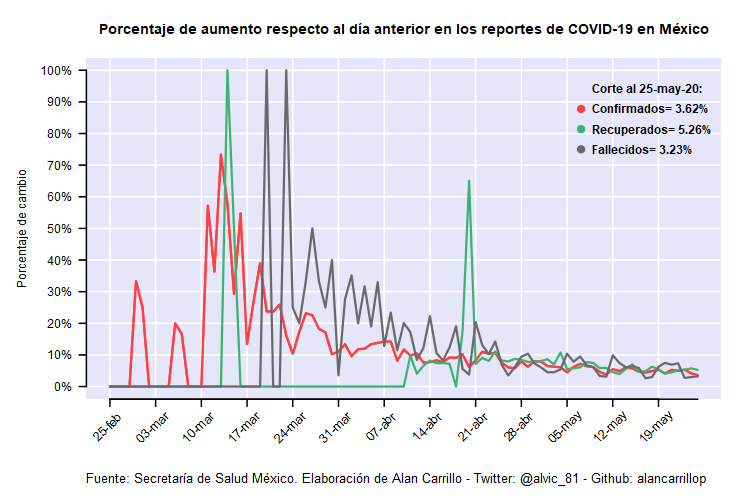 Porcentaje de aumento respecto al día anterior en los reportes de COVID-19 en México
Corte al 25-may-20:
Confirmados= 3.62%
Recuperados= 5.26%
Fallecidos= 3.23%
Porcentaje de cambio
100%
90%
80%
70%
60%
50%
40%
30%
20%
10%
0%
25-feb
03-mar
10-mar
17-mar
24-mar
31-mar
07-abr
14-abr
21-abr
28-abr
05-may
12-may
19-may
Fuente: Secretaría de Salud México. Elaboración de Alan Carrillo - Twitter: @alvic_81 - Github: alancarrillop